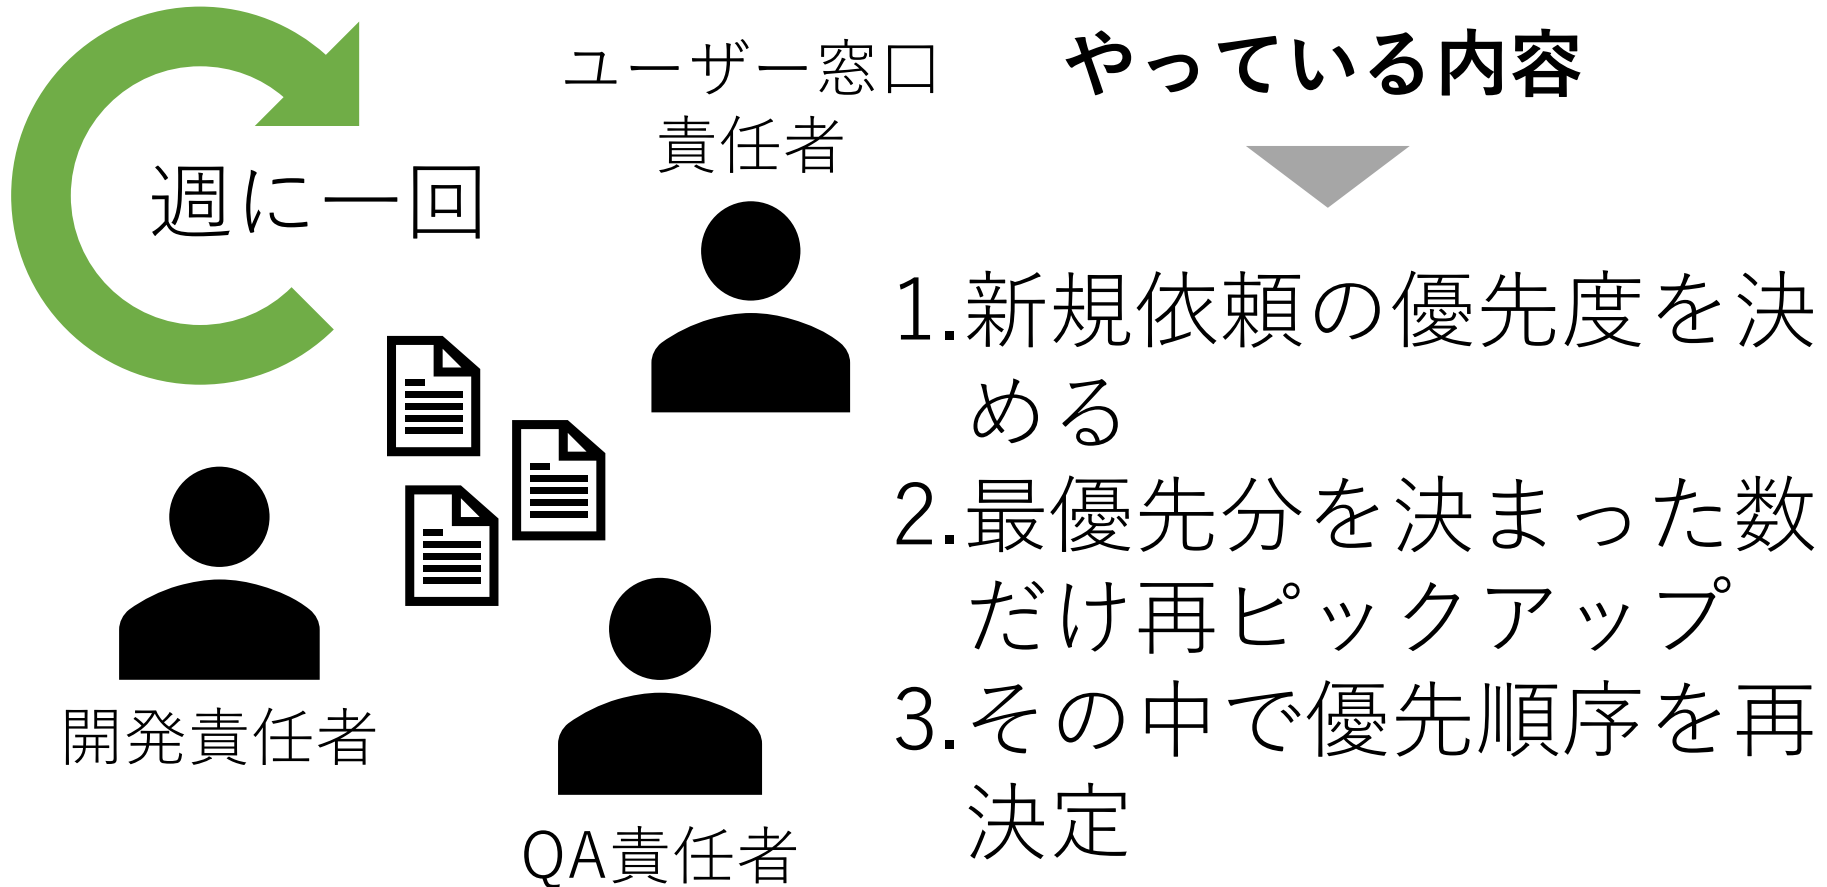 週に一回
ユーザー窓口
責任者
開発責任者
QA責任者
やっている内容
1.新規依頼の優先度を決
める
2.最優先分を決まった数
だけ再ピックアップ
3.その中で優先順序を再
決定